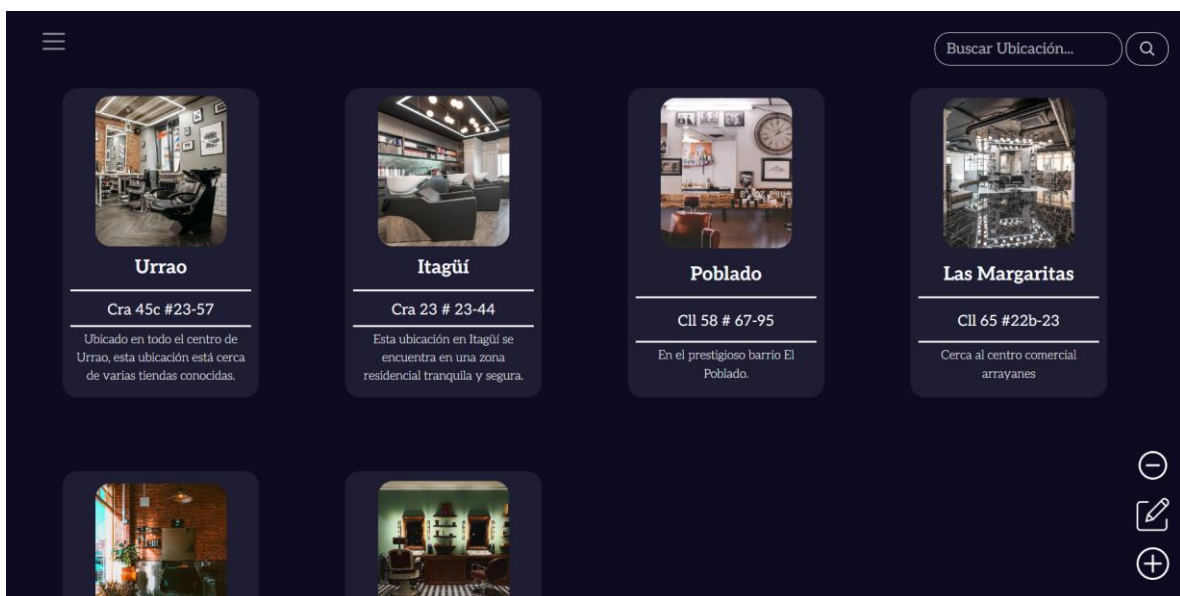 Buscar Ubicación...
Urrao
Cra 45c #23-57
Ubicado en todo el centro de
Urrao, esta ubicación está cerca
de varias tiendas conocidas.
Itagüí
Cra 23 # 23-44
Esta ubicación en Itagüí se
encuentra en una zona
residencial tranquila y segura.
Poblado
Cll 58 # 67-95
En el prestigioso barrio El
Poblado.
Las Margaritas
Cll 65 #22b-23
Cerca al centro comercial
arrayanes